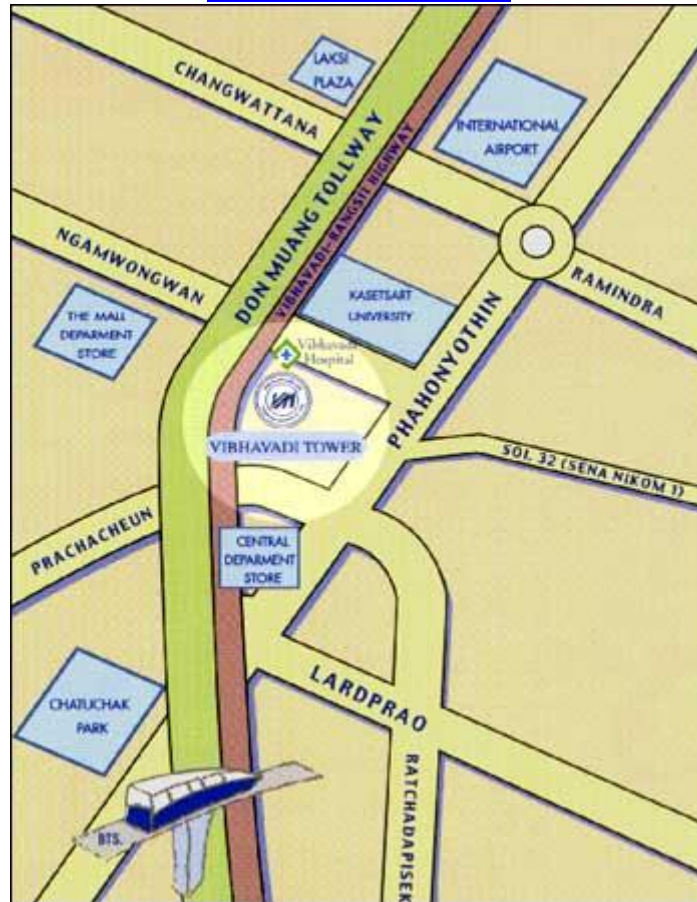 LAKSI
PLAZA
CHANGWATTANA
INTERNATIONAL
AIRPORT
DON MUANG TOLLWAY
VIBHAVADI-RANGSIT HIGHWAY
NGAMWONGWAN
RAMINDRA
KASETSART
UNIVERSITY
THE MALL
DEPARMENT
STORE
PHAHONYOTHIN
Vibhavadi
Hospital
VIBHAVADI TOWER
SOI. 32 (SENA NIKOM 1)
PRACHACHEUN
CENTRAL
DEPARMENT
STORE
LARDPRAO
CHATUCHAK
PARK
RATCHADAPISEK
BTS.